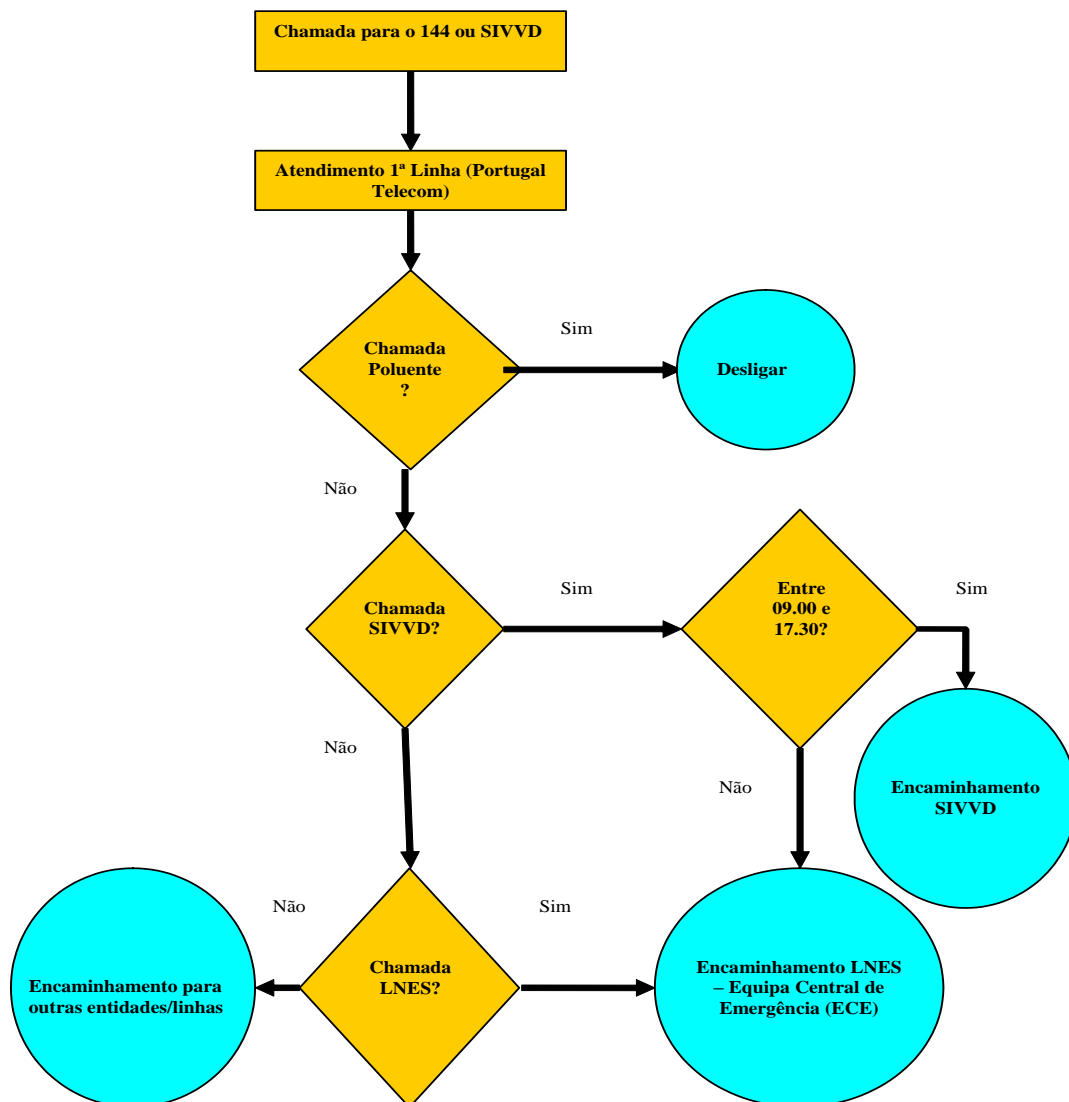 Chamada para o 144 ou SIVVD
Atendimento 1ª Linha (Portugal
Telecom)
Chamada
Poluente
?
Sim
Desligar
Não
Chamada
SIVVD?
Sim
Entre
09.00 e
17.30?
Sim
Não
Não
Encaminhamento
SIVVD
Não
Sim
Encaminhamento para
outras entidades/linhas
Chamada
LNES?
Encaminhamento LNES
– Equipa Central de
Emergência (ECE)